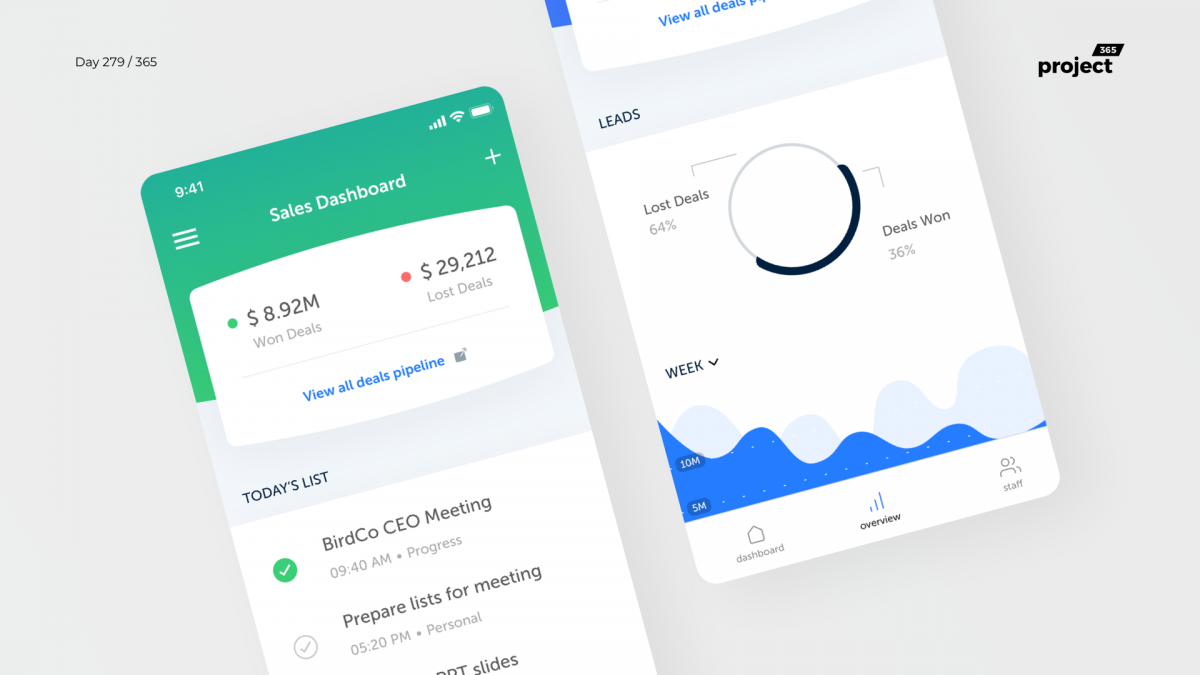 Day 279 / 365
365
project
9:41
Sales Dashboard
$ 8.92M
Won Deals
$ 29,212
Lost Deals
View all deals pipeline
TODAY'S LIST
BirdCo CEO Meeting
09:40 AM • Progress
Prepare lists for meeting
05:20 PM • Personal
PPT slides
View all deals
LEADS
Lost Deals
64%
Deals Won
36%
WEEK
10M
5M
dashboard
overview
staff